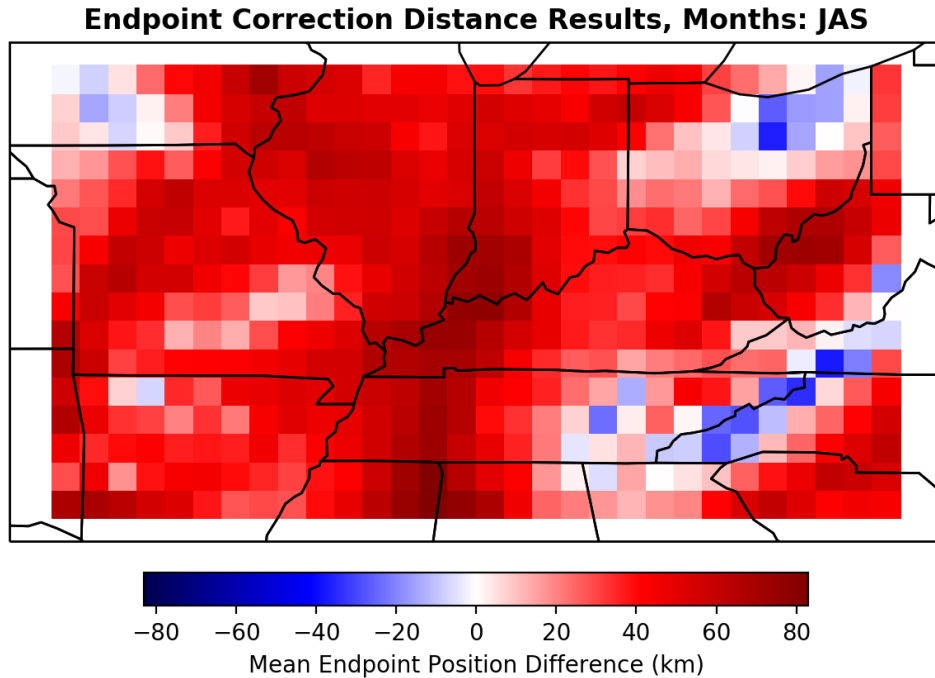 Endpoint Correction Distance Results, Months: JAS
−80 −60 −40 −20 0 20 40 60 80
Mean Endpoint Position Difference (km)